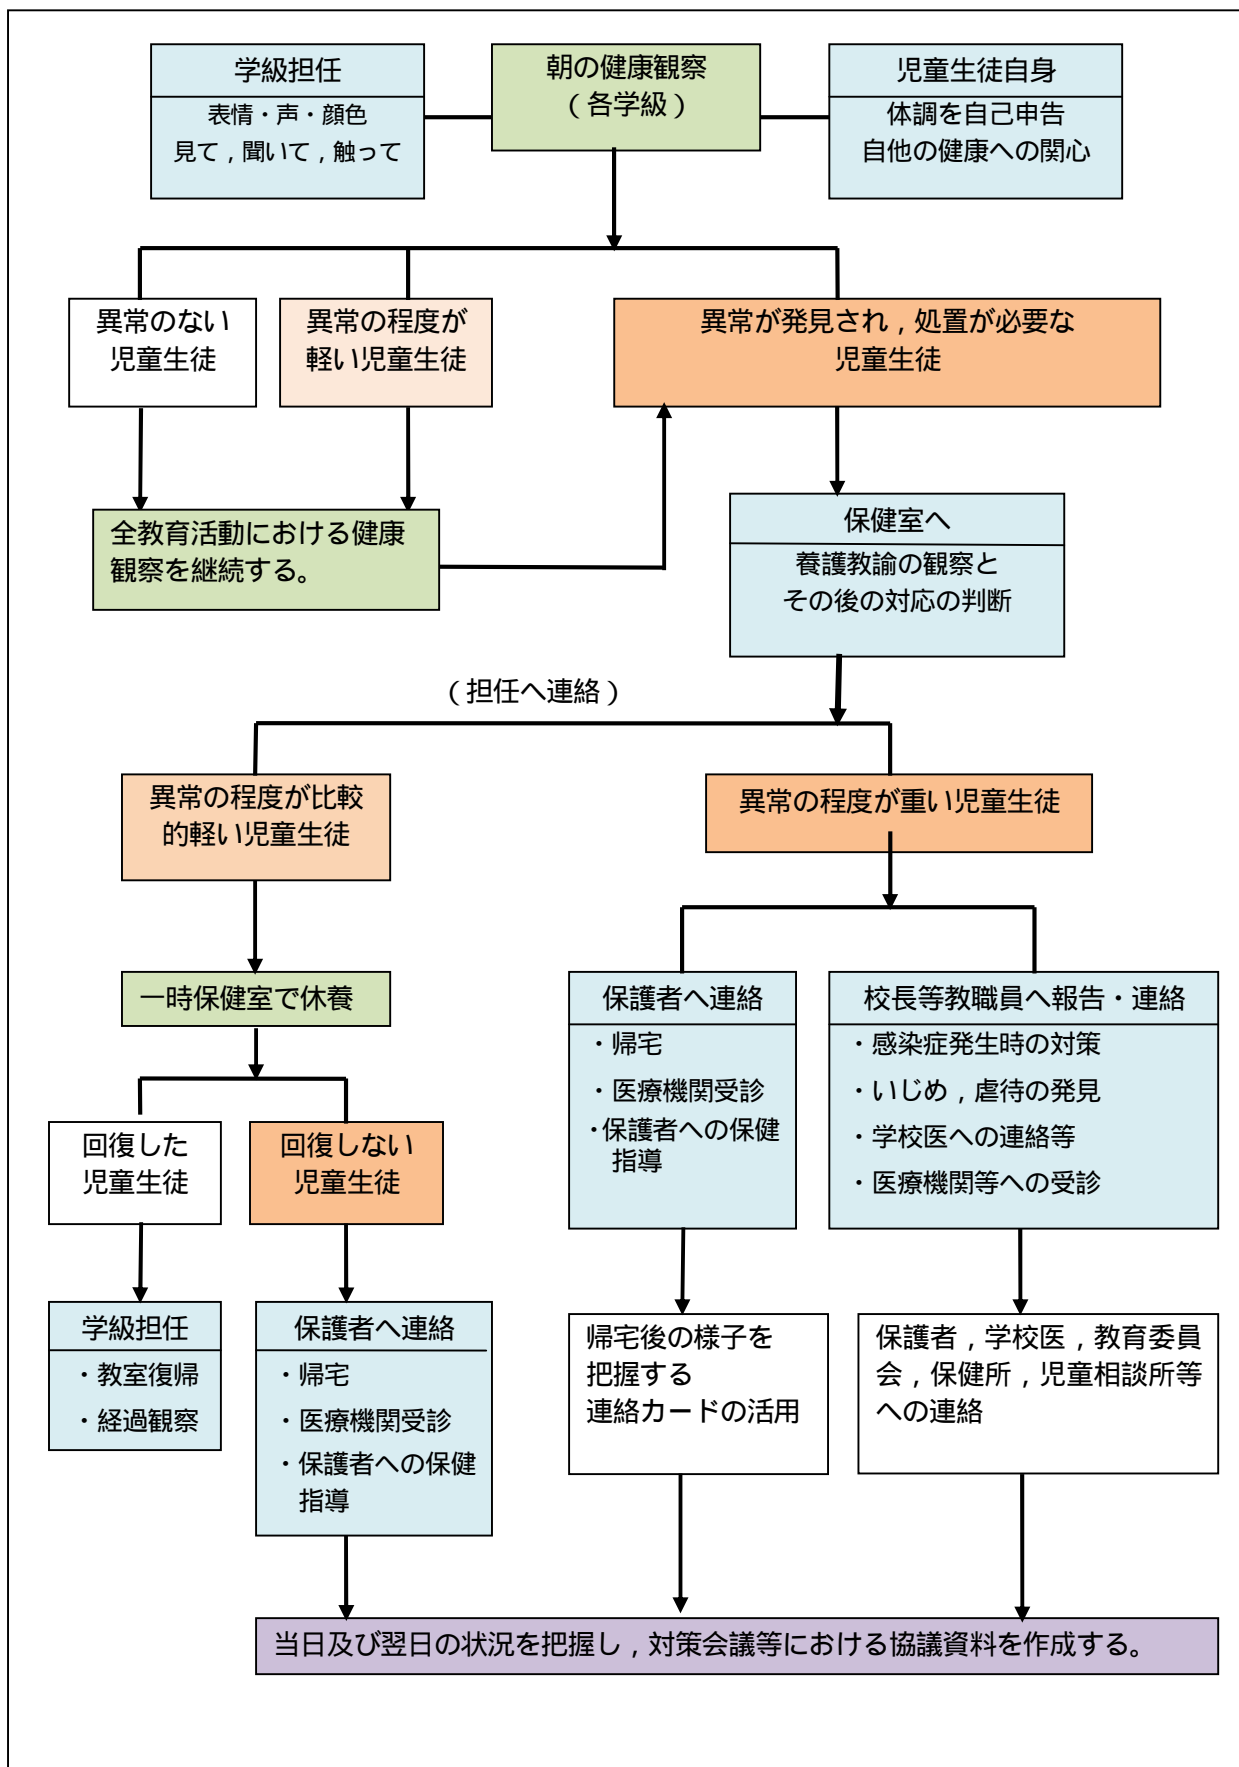 学級担任
表情・声・顔色
見て，聞いて，触って
朝の健康観察
（各学級）
児童生徒自身
体調を自己申告
自他の健康への関心
異常のない
児童生徒
異常の程度が
軽い児童生徒
異常が発見され，処置が必要な
児童生徒
全教育活動における健康
観察を継続する。
保健室へ
養護教諭の観察と
その後の対応の判断
（担任へ連絡）
異常の程度が比較
的軽い児童生徒
異常の程度が重い児童生徒
一時保健室で休養
保護者へ連絡
・帰宅
・医療機関受診
・保護者への保健
指導
校長等教職員へ報告・連絡
・感染症発生時の対策
・いじめ，虐待の発見
・学校医への連絡等
・医療機関等への受診
回復した
児童生徒
回復しない
児童生徒
学級担任
・教室復帰
・経過観察
保護者へ連絡
・帰宅
・医療機関受診
・保護者への保健
指導
帰宅後の様子を
把握する
連絡カードの活用
保護者，学校医，教育委員
会，保健所，児童相談所等
への連絡
当日及び翌日の状況を把握し，対策会議等における協議資料を作成する。